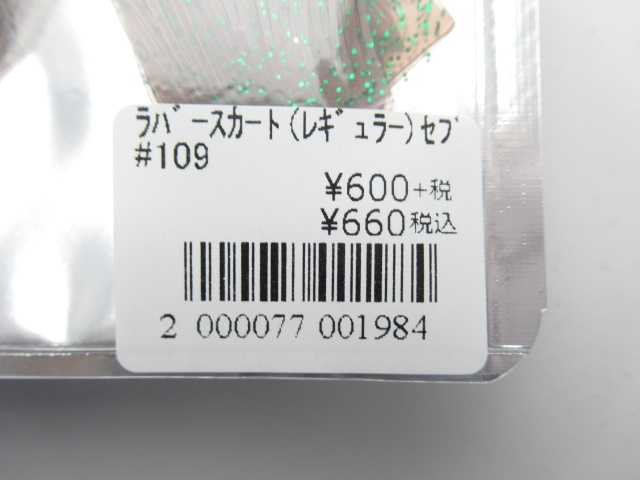 ラバースカート(レギュラー)セブ
#109
¥600+税
¥660税込
2 000077 001984